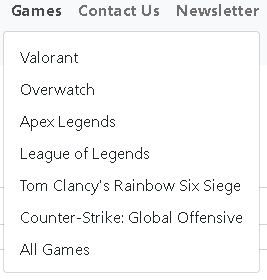 Games Contact Us Newsletter
Valorant
Overwatch
Apex Legends
League of Legends
Tom Clancy's Rainbow Six Siege
Counter-Strike: Global Offensive
All Games